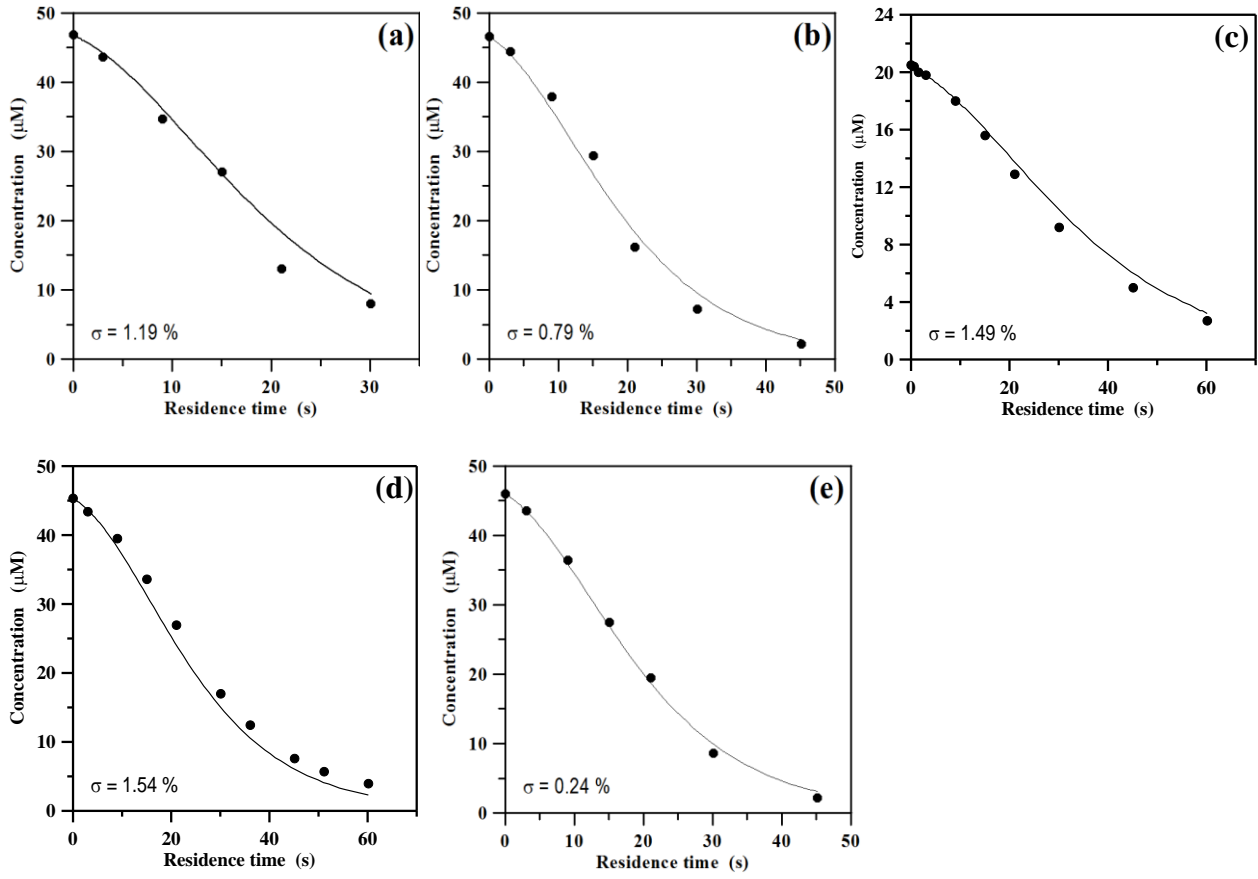 (a)
50
40
30
20
10
0
Concentration (μM)
σ = 1.19 %
0 10 20 30
Residence time (s)
(b)
50
40
30
20
10
0
Concentration (μM)
σ = 0.79 %
0 10 20 30 40 50
Residence time (s)
(c)
24
20
16
12
8
4
0
Concentration (μM)
σ = 1.49 %
0 20 40 60
Residence time (s)
(d)
50
40
30
20
10
0
Concentration (μM)
σ = 1.54 %
0 20 40 60
Residence time (s)
(e)
50
40
30
20
10
0
Concentration (μM)
σ = 0.24 %
0 10 20 30 40 50
Residence time (s)